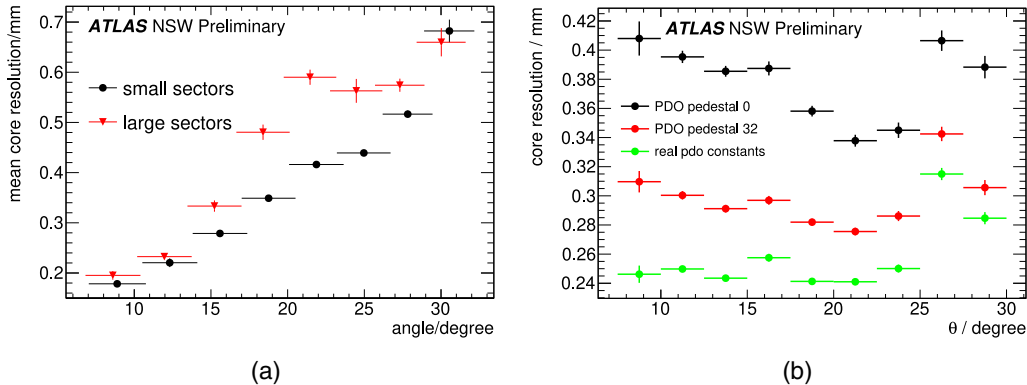 mean core resolution/mm
0.7
0.6
0.5
0.4
0.3
0.2
ATLAS NSW Preliminary
small sectors
large sectors
10 15 20 25 30
angle/degree
(a)
core resolution / mm
0.42
0.4
0.38
0.36
0.34
0.32
0.3
0.28
0.26
0.24
ATLAS NSW Preliminary
PDO pedestal 0
PDO pedestal 32
real pdo constants
10 15 20 25 30
θ / degree
(b)